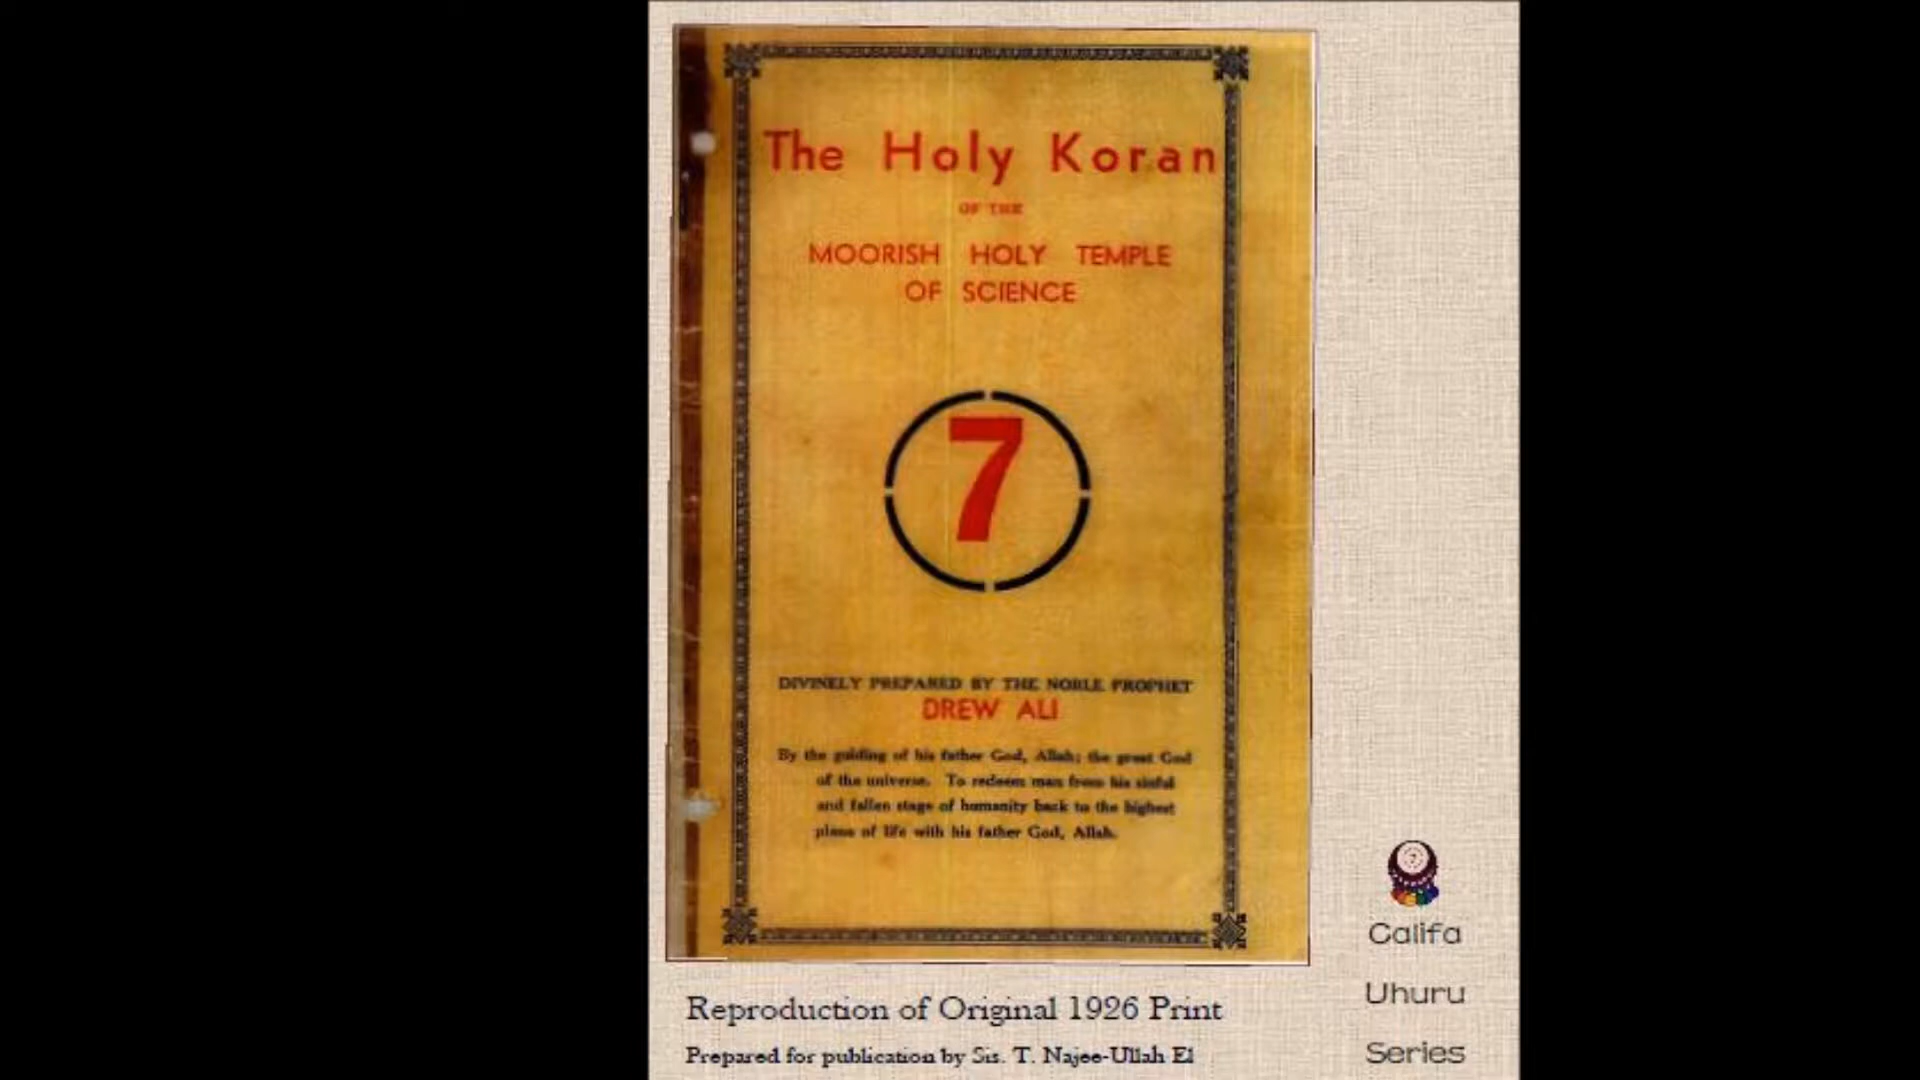 The Holy Koran
OF THE
MOORISH HOLY TEMPLE
OF SCIENCE
7
DIVINELY PREPARED BY THE NOBLE PROPHET
DREW ALI
By the guiding of his father God, Allah; the great God
of the universe. To redeem man from his sinful
and fallen stage of humanity back to the highest
plane of life with his father God, Allah.
Reproduction of Original 1926 Print
Prepared for publication by Sis. T. Najee-Ullah El
7
Califa
Uhuru
Series